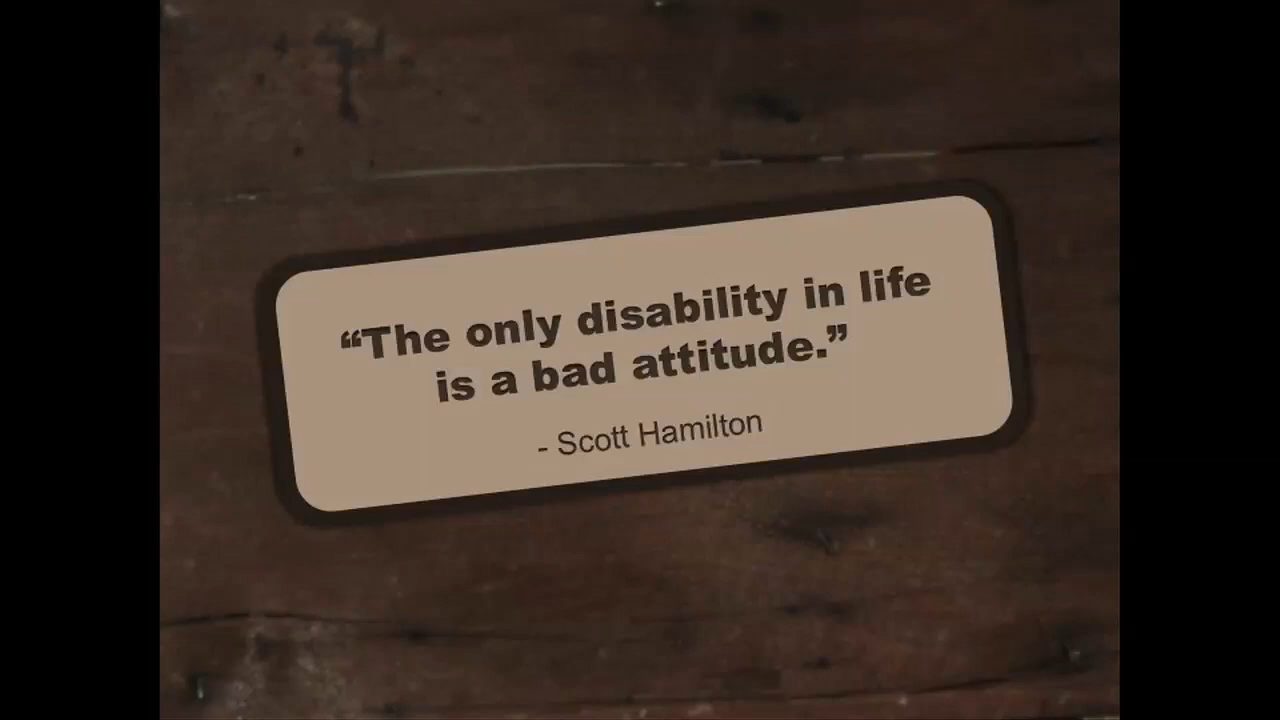 “The only disability in life
is a bad attitude.”
- Scott Hamilton